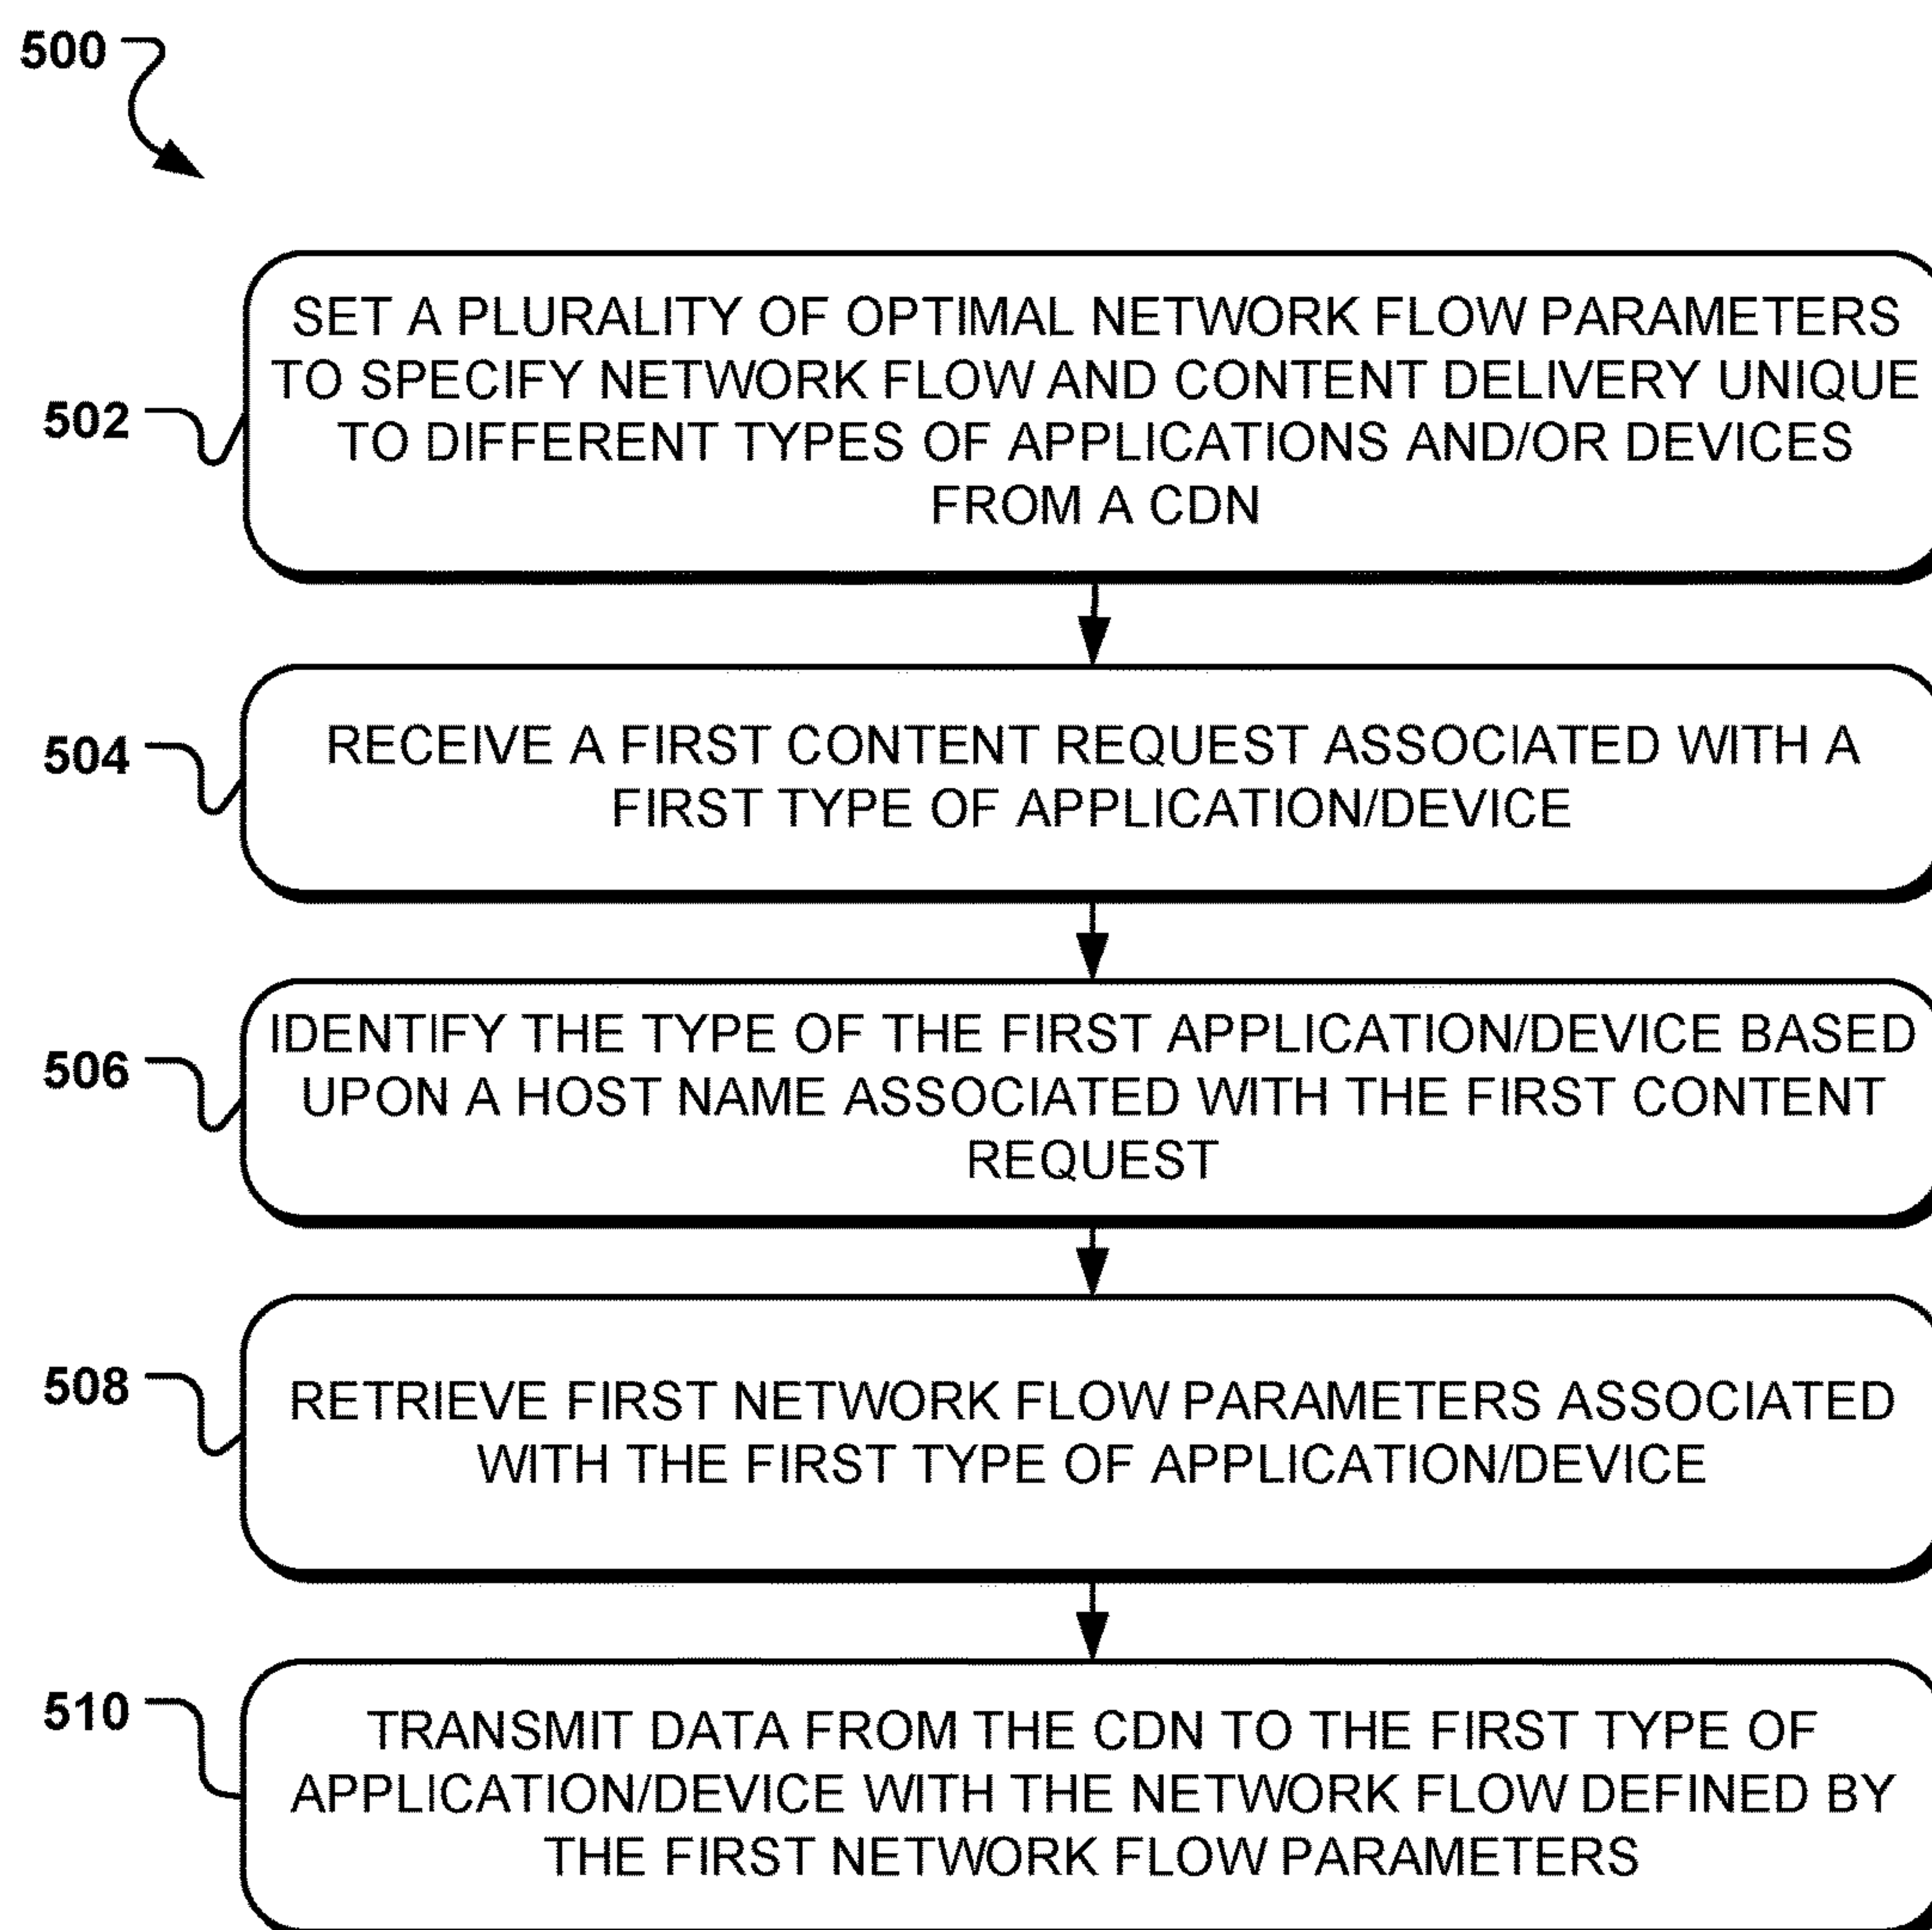 500
502
SET A PLURALITY OF OPTIMAL NETWORK FLOW PARAMETERS
TO SPECIFY NETWORK FLOW AND CONTENT DELIVERY UNIQUE
TO DIFFERENT TYPES OF APPLICATIONS AND/OR DEVICES
FROM A CDN
504
RECEIVE A FIRST CONTENT REQUEST ASSOCIATED WITH A
FIRST TYPE OF APPLICATION/DEVICE
506
IDENTIFY THE TYPE OF THE FIRST APPLICATION/DEVICE BASED
UPON A HOST NAME ASSOCIATED WITH THE FIRST CONTENT
REQUEST
508
RETRIEVE FIRST NETWORK FLOW PARAMETERS ASSOCIATED
WITH THE FIRST TYPE OF APPLICATION/DEVICE
510
TRANSMIT DATA FROM THE CDN TO THE FIRST TYPE OF
APPLICATION/DEVICE WITH THE NETWORK FLOW DEFINED BY
THE FIRST NETWORK FLOW PARAMETERS